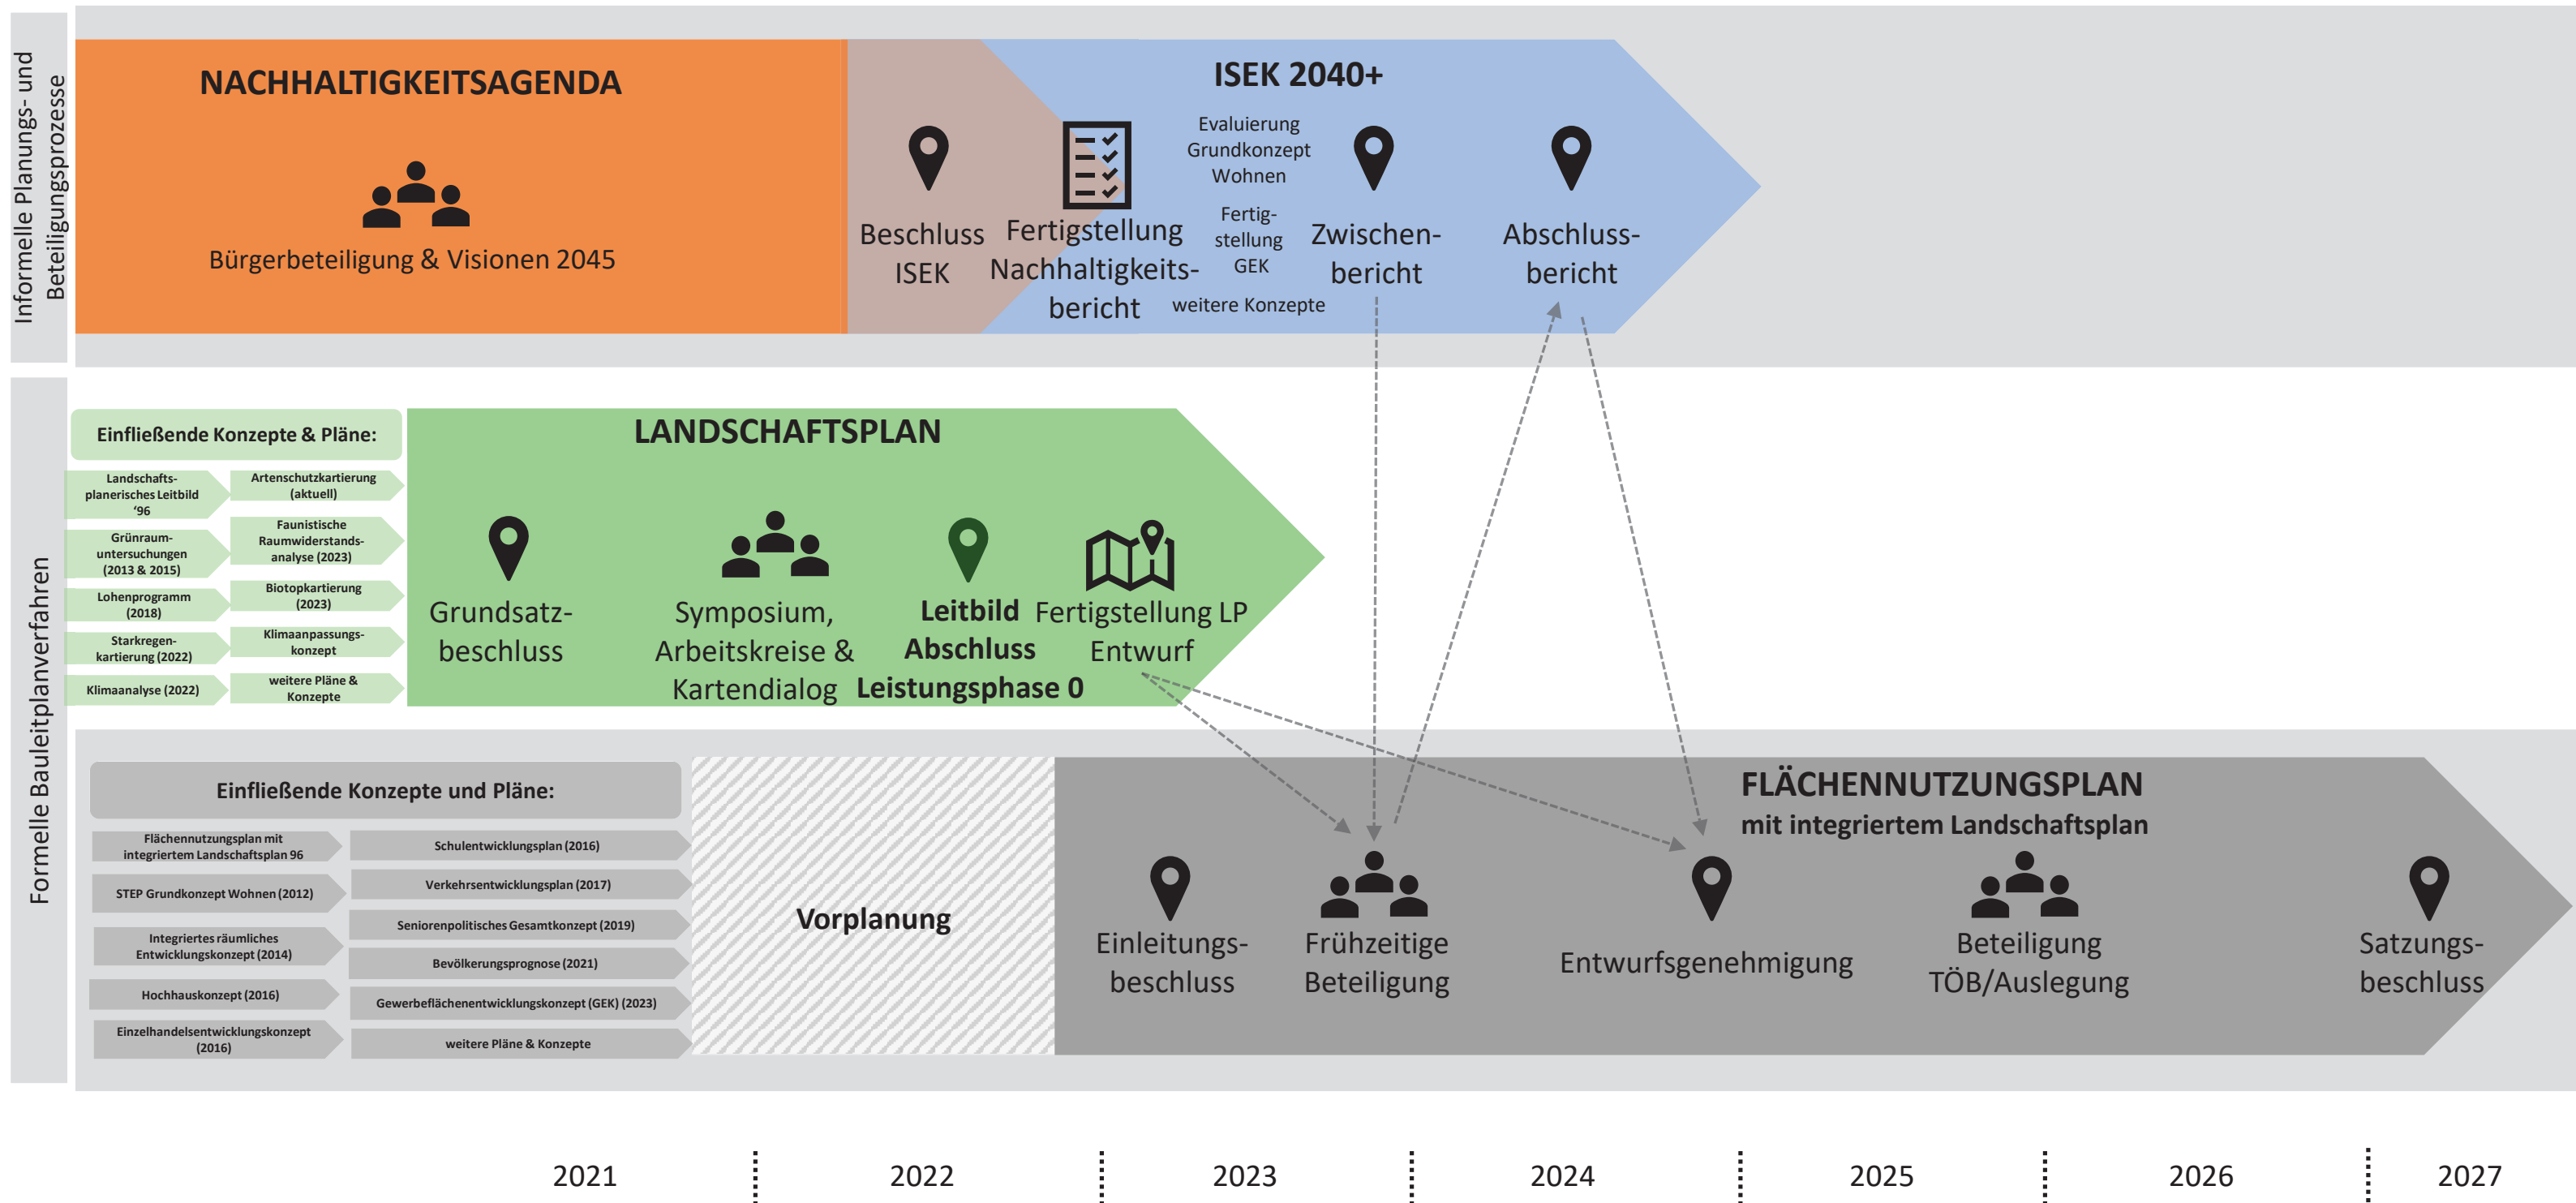 Informelle Planungs- und
Beteiligungsprozesse
NACHHALTIGKEITSAGENDA
Bürgerbeteiligung & Visionen 2045
Beschluss
ISEK
Fertigstellung
Nachhaltigkeits-
bericht
ISEK 2040+
Evaluierung
Grundkonzept
Wohnen
Fertig-
stellung
GEK
weitere Konzepte
Zwischen-
bericht
Abschluss-
bericht
Formelle Bauleitplanverfahren
Einfließende Konzepte & Pläne:
Landschafts-
planerisches Leitbild
‘96
Grünraum-
untersuchungen
(2013 & 2015)
Lohenprogramm
(2018)
Starkregen-
kartierung (2022)
Klimaanalyse (2022)
Artenschutzkartierung
(aktuell)
Faunistische
Raumwiderstands-
analyse (2023)
Biotopkartierung
(2023)
Klimaanpassungs-
konzept
weitere Pläne &
Konzepte
LANDSCHAFTSPLAN
Grundsatz-
beschluss
Symposium,
Arbeitskreise &
Kartendialog
Leitbild
Abschluss
Leistungsphase 0
Fertigstellung LP
Entwurf
Einfließende Konzepte und Pläne:
Flächennutzungsplan mit
integriertem Landschaftsplan 96
STEP Grundkonzept Wohnen (2012)
Integriertes räumliches
Entwicklungskonzept (2014)
Hochhauskonzept (2016)
Einzelhandelsentwicklungskonzept
(2016)
Schulentwicklungsplan (2016)
Verkehrsentwicklungsplan (2017)
Seniorenpolitisches Gesamtkonzept (2019)
Bevölkerungsprognose (2021)
Gewerbeflächenentwicklungskonzept (GEK) (2023)
weitere Pläne & Konzepte
Vorplanung
FLÄCHENNUTZUNGSPLAN
mit integriertem Landschaftsplan
Einleitungs-
beschluss
Frühzeitige
Beteiligung
Entwurfsgenehmigung
Beteiligung
TÖB/Auslegung
Satzungs-
beschluss
2021
2022
2023
2024
2025
2026
2027